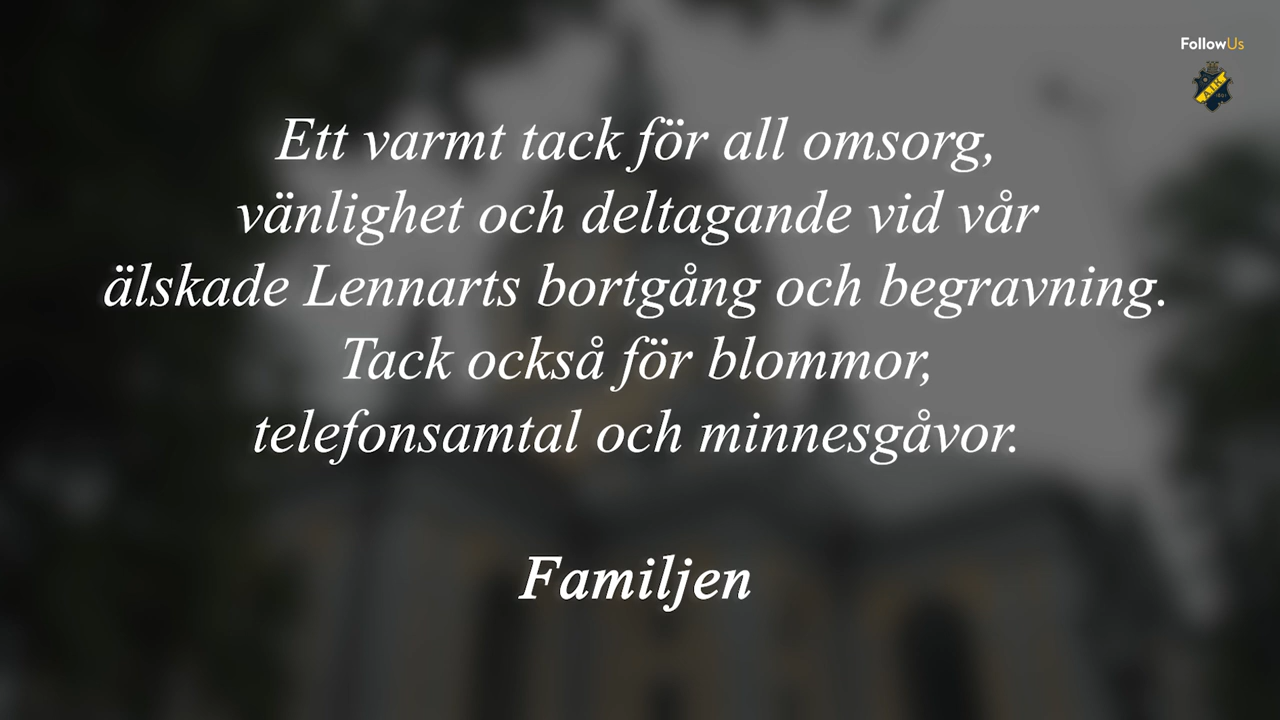 FollowUs
A.I.K.
1891
Ett varmt tack för all omsorg,
vänlighet och deltagande vid vår
älskade Lennarts bortgång och begravning.
Tack också för blommor,
telefonsamtal och minnesgåvor.
Familjen